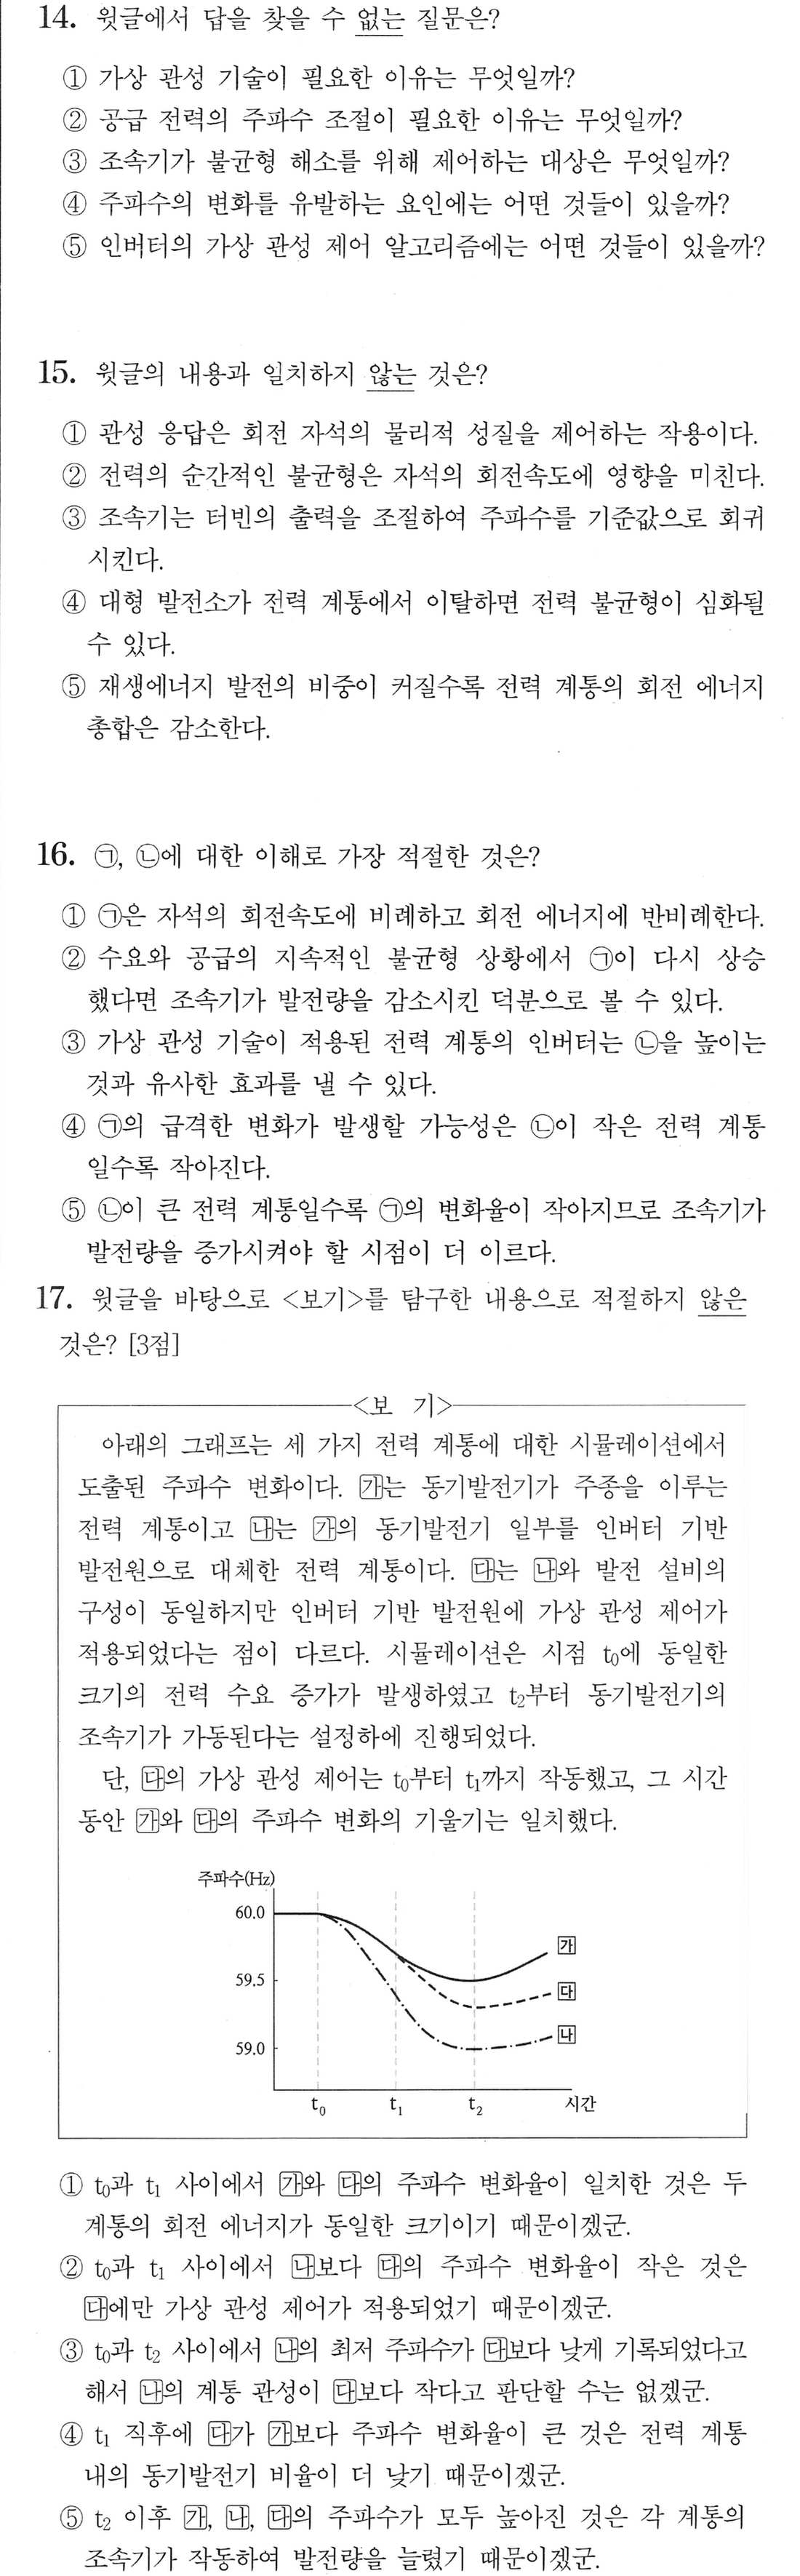 14. 윗글에서 답을 찾을 수 없는 질문은?
① 가상 관성 기술이 필요한 이유는 무엇일까?
② 공급 전력의 주파수 조절이 필요한 이유는 무엇일까?
③ 조속기가 불균형 해소를 위해 제어하는 대상은 무엇일까?
④ 주파수의 변화를 유발하는 요인에는 어떤 것들이 있을까?
⑤ 인버터의 가상 관성 제어 알고리즘에는 어떤 것들이 있을까?
15. 윗글의 내용과 일치하지 않는 것은?
① 관성 응답은 회전 자석의 물리적 성질을 제어하는 작용이다.
② 전력의 순간적인 불균형은 자석의 회전속도에 영향을 미친다.
③ 조속기는 터빈의 출력을 조절하여 주파수를 기준값으로 회귀
시킨다.
④ 대형 발전소가 전력 계통에서 이탈하면 전력 불균형이 심화될
수 있다.
⑤ 재생에너지 발전의 비중이 커질수록 전력 계통의 회전 에너지
총합은 감소한다.
16. ㉠, ㉡에 대한 이해로 가장 적절한 것은?
① ㉠은 자석의 회전속도에 비례하고 회전 에너지에 반비례한다.
② 수요와 공급의 지속적인 불균형 상황에서 ㉠이 다시 상승
했다면 조속기가 발전량을 감소시킨 덕분으로 볼 수 있다.
③ 가상 관성 기술이 적용된 전력 계통의 인버터는 ㉡을 높이는
것과 유사한 효과를 낼 수 있다.
④ ㉠의 급격한 변화가 발생할 가능성은 ㉡이 작은 전력 계통
일수록 작아진다.
⑤ ㉡이 큰 전력 계통일수록 ㉠의 변화율이 작아지므로 조속기가
발전량을 증가시켜야 할 시점이 더 이르다.
17. 윗글을 바탕으로 <보기>를 탐구한 내용으로 적절하지 않은
것은? [3점]
<보 기>
아래의 그래프는 세 가지 전력 계통에 대한 시뮬레이션에서
도출된 주파수 변화이다. 가는 동기발전기가 주종을 이루는
전력 계통이고 나는 가의 동기발전기 일부를 인버터 기반
발전원으로 대체한 전력 계통이다. 다는 나와 발전 설비의
구성이 동일하지만 인버터 기반 발전원에 가상 관성 제어가
적용되었다는 점이 다르다. 시뮬레이션은 시점 t₀에 동일한
크기의 전력 수요 증가가 발생하였고 t₂부터 동기발전기의
조속기가 가동된다는 설정하에 진행되었다.
단, 다의 가상 관성 제어는 t₀부터 t₁까지 작동했고, 그 시간
동안 가와 다의 주파수 변화의 기울기는 일치했다.
주파수(Hz)
60.0
59.5
59.0
가
다
나
t₀ t₁ t₂ 시간
① t₀과 t₁ 사이에서 가와 다의 주파수 변화율이 일치한 것은 두
계통의 회전 에너지가 동일한 크기이기 때문이겠군.
② t₀과 t₁ 사이에서 나보다 다의 주파수 변화율이 작은 것은
다에만 가상 관성 제어가 적용되었기 때문이겠군.
③ t₀과 t₂ 사이에서 나의 최저 주파수가 다보다 낮게 기록되었다고
해서 나의 계통 관성이 다보다 작다고 판단할 수는 없겠군.
④ t₁ 직후에 다가 가보다 주파수 변화율이 큰 것은 전력 계통
내의 동기발전기 비율이 더 낮기 때문이겠군.
⑤ t₂ 이후 가, 나, 다의 주파수가 모두 높아진 것은 각 계통의
조속기가 작동하여 발전량을 늘렸기 때문이겠군.